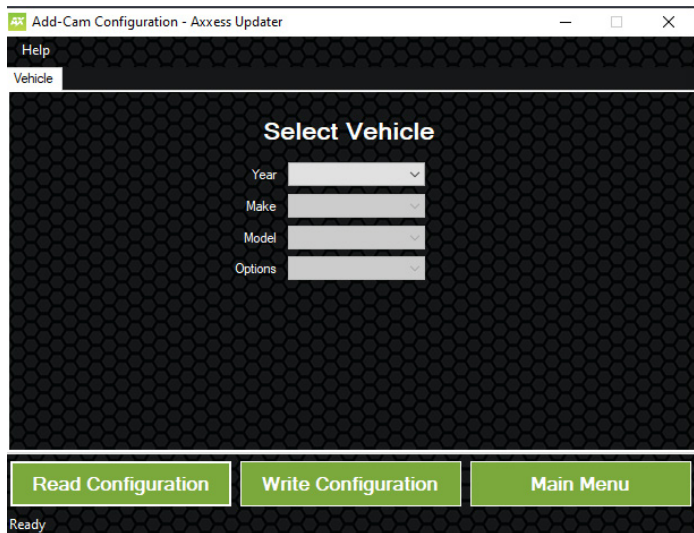 AX Add-Cam Configuration - Axxess Updater
Help
Vehicle
Select Vehicle
Year
Make
Model
Options
Read Configuration Write Configuration Main Menu
Ready